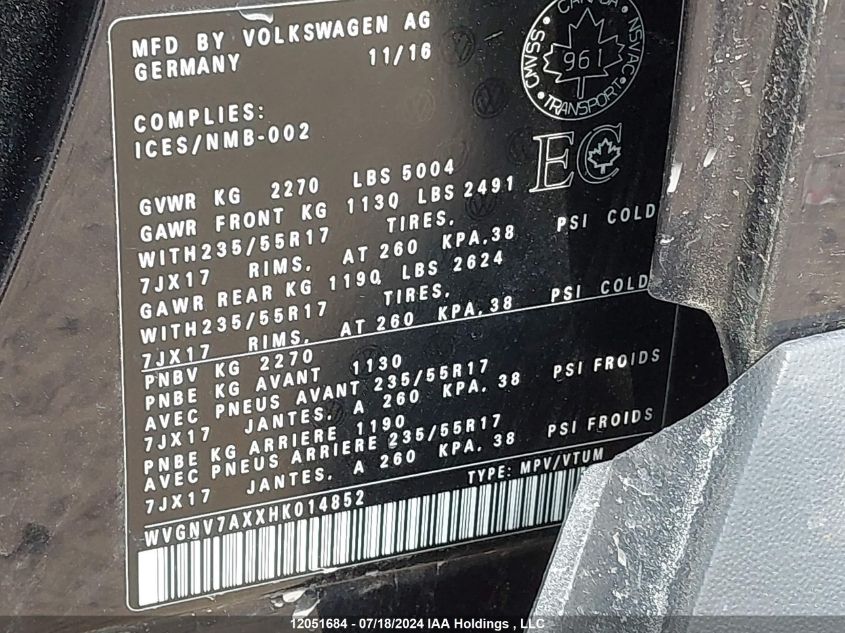 MFD BY VOLKSWAGEN AG
GERMANY 11/16
CANADA
CMVSS NSVAC
961
TRANSPORT
COMPLIES:
ICES/NMB-002
EC
GVWR KG 2270 LBS 5004
GAWR FRONT KG 1130 LBS 2491
WITH235/55R17 TIRES,
7JX17 RIMS, AT 260 KPA,38 PSI COLD
GAWR REAR KG 1190 LBS 2624
WITH235/55R17 TIRES,
7JX17 RIMS, AT 260 KPA,38 PSI COLD
PNBV KG 2270
PNBE KG AVANT 1130
AVEC PNEUS AVANT 235/55R17
7JX17 JANTES, A 260 KPA, 38 PSI FROIDS
PNBE KG ARRIERE 1190
AVEC PNEUS ARRIERE 235/55R17
7JX17 JANTES, A 260 KPA, 38 PSI FROIDS
TYPE: MPV/VTUM
WVGNV7AXXHK014852
12051684 - 07/18/2024 IAA Holdings , LLC